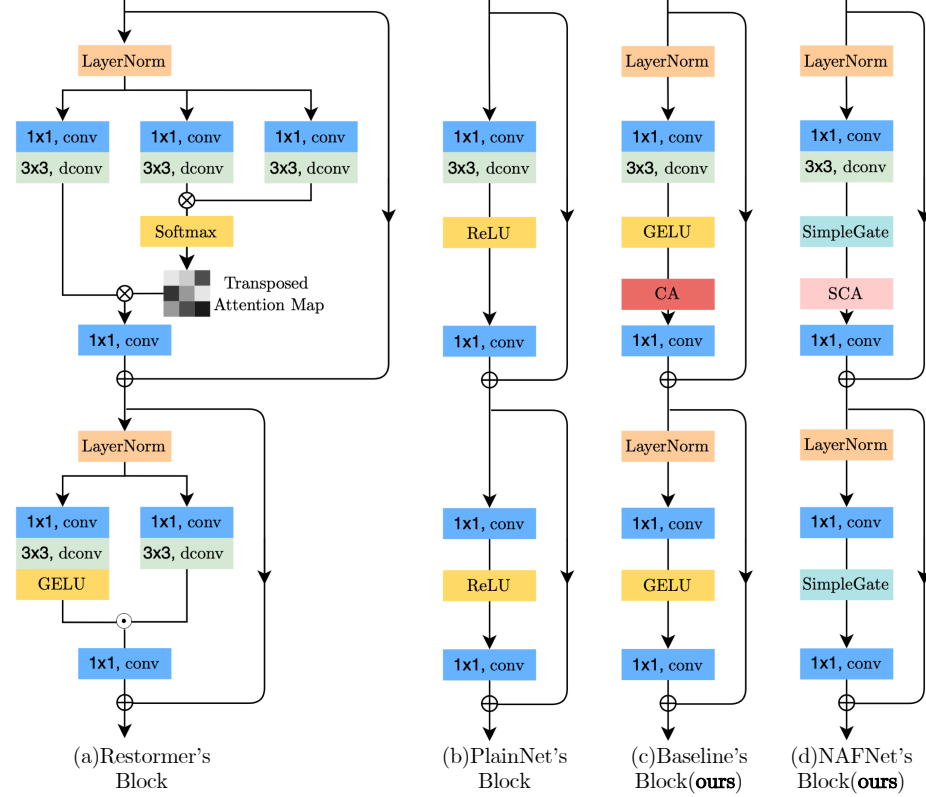 LayerNorm
1x1, conv
3x3, dconv
1x1, conv
3x3, dconv
1x1, conv
3x3, dconv
Softmax
Transposed
Attention Map
1x1, conv
LayerNorm
1x1, conv
3x3, dconv
GELU
1x1, conv
3x3, dconv
1x1, conv
(a)Restormer's
Block
1x1, conv
3x3, dconv
ReLU
1x1, conv
1x1, conv
ReLU
1x1, conv
(b)PlainNet's
Block
LayerNorm
1x1, conv
3x3, dconv
GELU
CA
1x1, conv
LayerNorm
1x1, conv
GELU
1x1, conv
(c)Baseline's
Block(ours)
LayerNorm
1x1, conv
3x3, dconv
SimpleGate
SCA
1x1, conv
LayerNorm
1x1, conv
SimpleGate
1x1, conv
(d)NAFNet's
Block(ours)